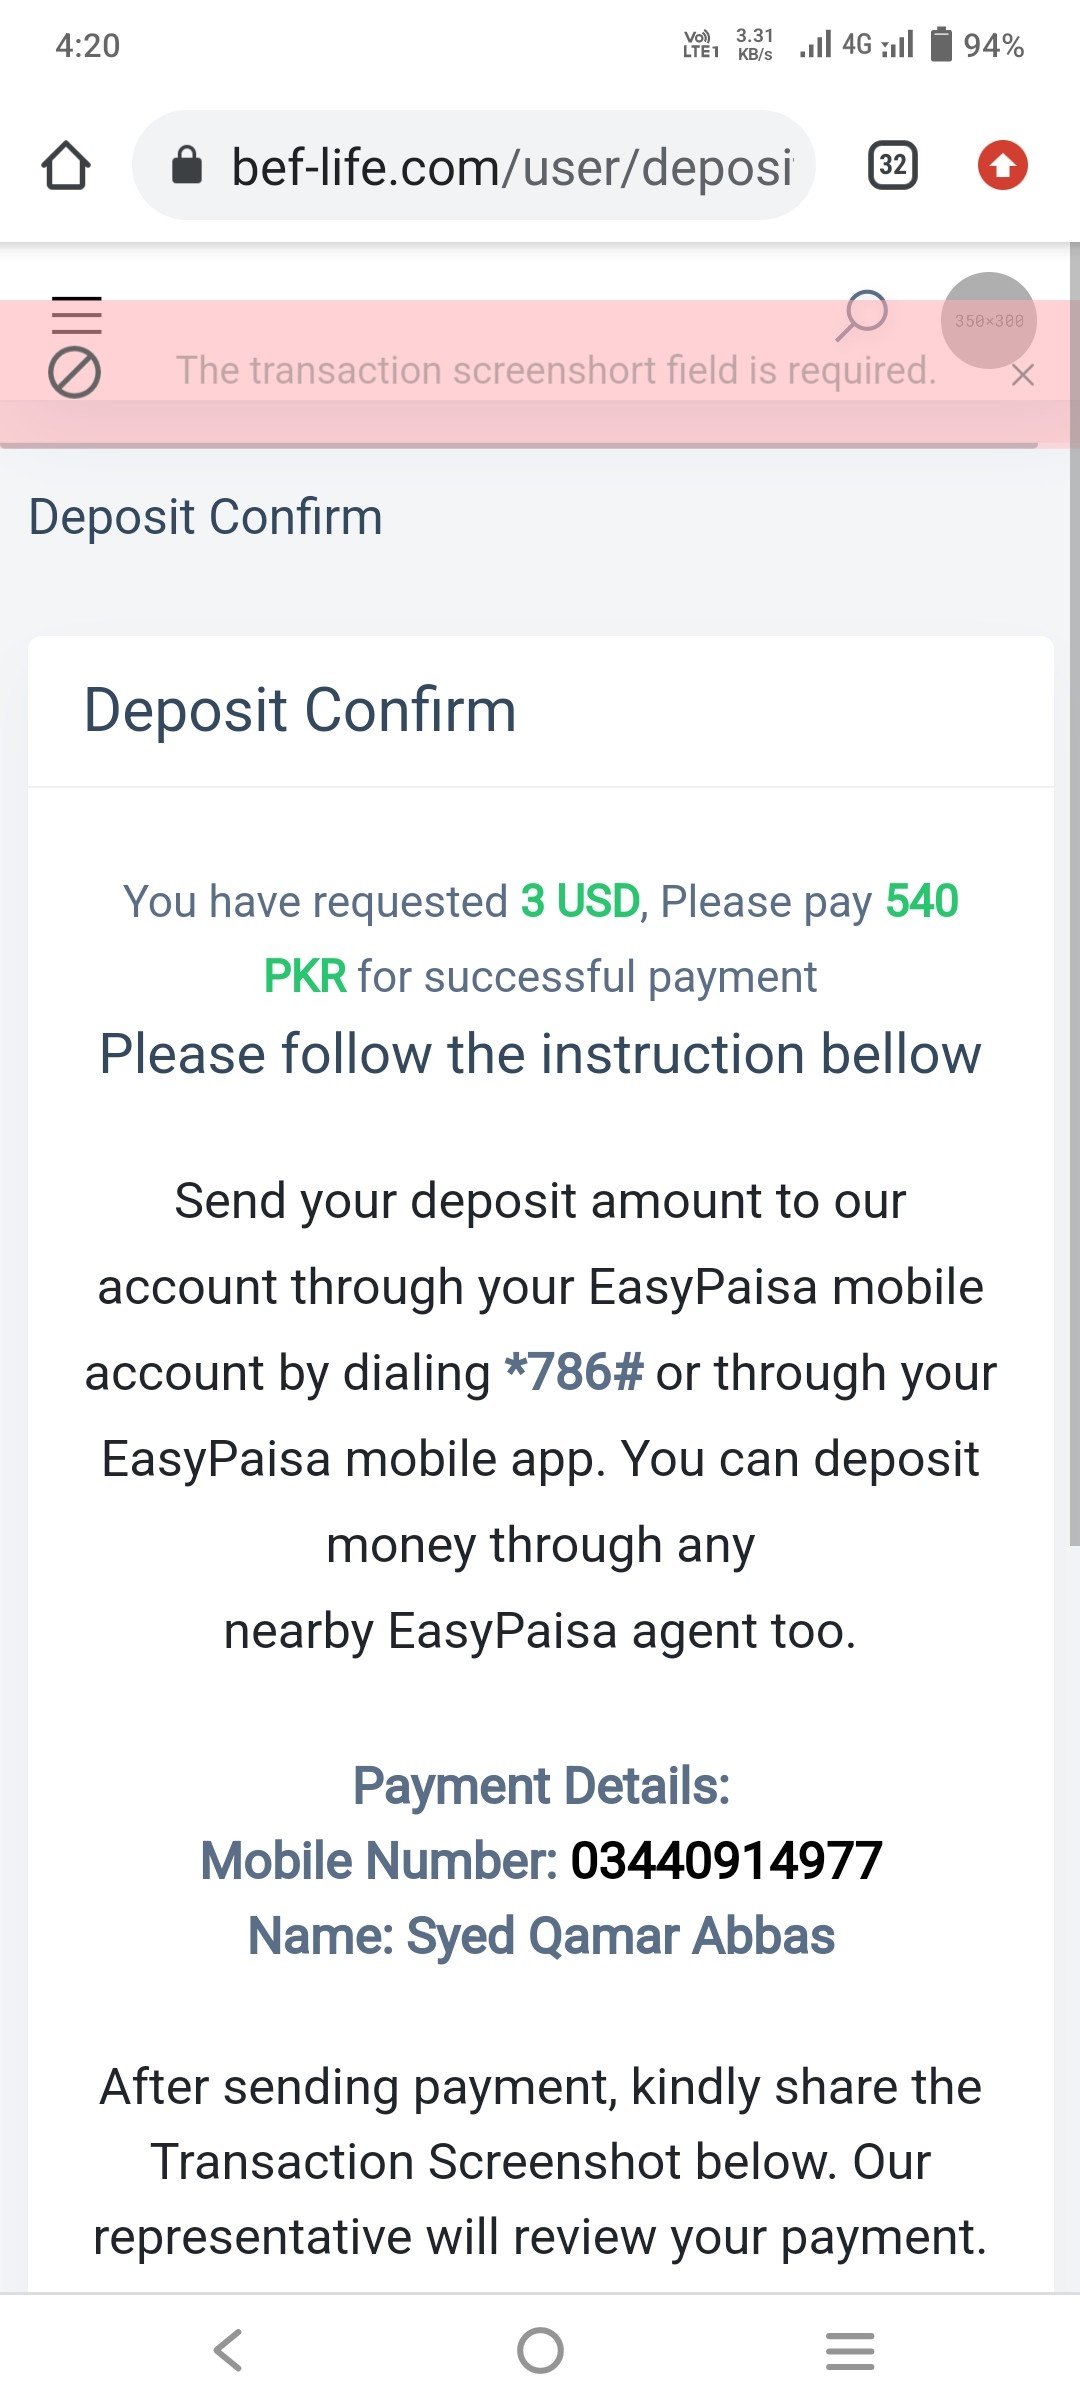 4:20
Vo) LTE1 3.31 KB/s 4G 94%
bef-life.com/user/deposi
32
350×300
The transaction screenshort field is required.
Deposit Confirm
Deposit Confirm
You have requested 3 USD, Please pay 540
PKR for successful payment
Please follow the instruction bellow
Send your deposit amount to our
account through your EasyPaisa mobile
account by dialing *786# or through your
EasyPaisa mobile app. You can deposit
money through any
nearby EasyPaisa agent too.
Payment Details:
Mobile Number: 03440914977
Name: Syed Qamar Abbas
After sending payment, kindly share the
Transaction Screenshot below. Our
representative will review your payment.